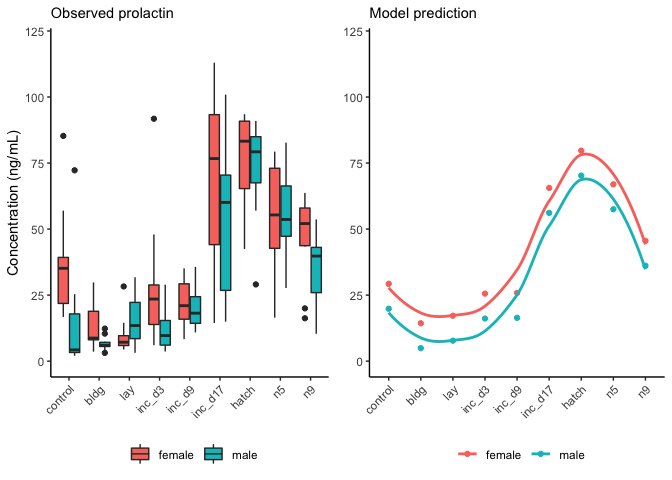 Observed prolactin
Model prediction
Concentration (ng/mL)
125
100
75
50
25
0
control
bldg
lay
inc_d3
inc_d9
inc_d17
hatch
n5
n9
125
100
75
50
25
0
control
bldg
lay
inc_d3
inc_d9
inc_d17
hatch
n5
n9
female
male
female
male